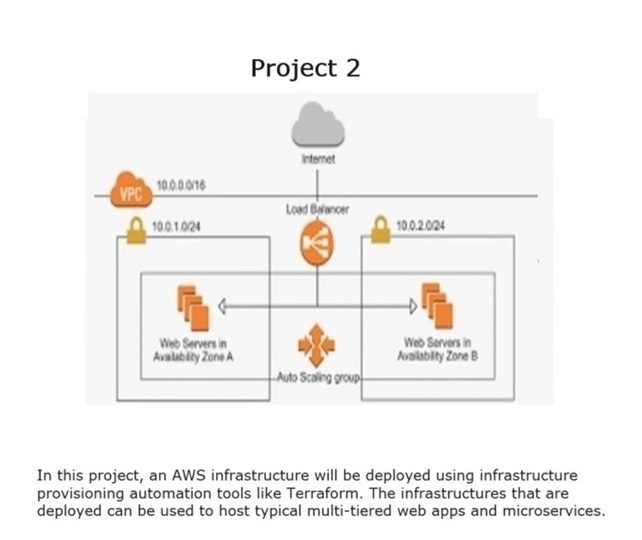 Project 2
Internet
VPC
10.0.0.0/16
Load Balancer
10.0.1.0/24
10.0.2.0/24
Web Servers in
Availability Zone A
Web Servers in
Availability Zone B
Auto Scaling group
In this project, an AWS infrastructure will be deployed using infrastructure
provisioning automation tools like Terraform. The infrastructures that are
deployed can be used to host typical multi-tiered web apps and microservices.